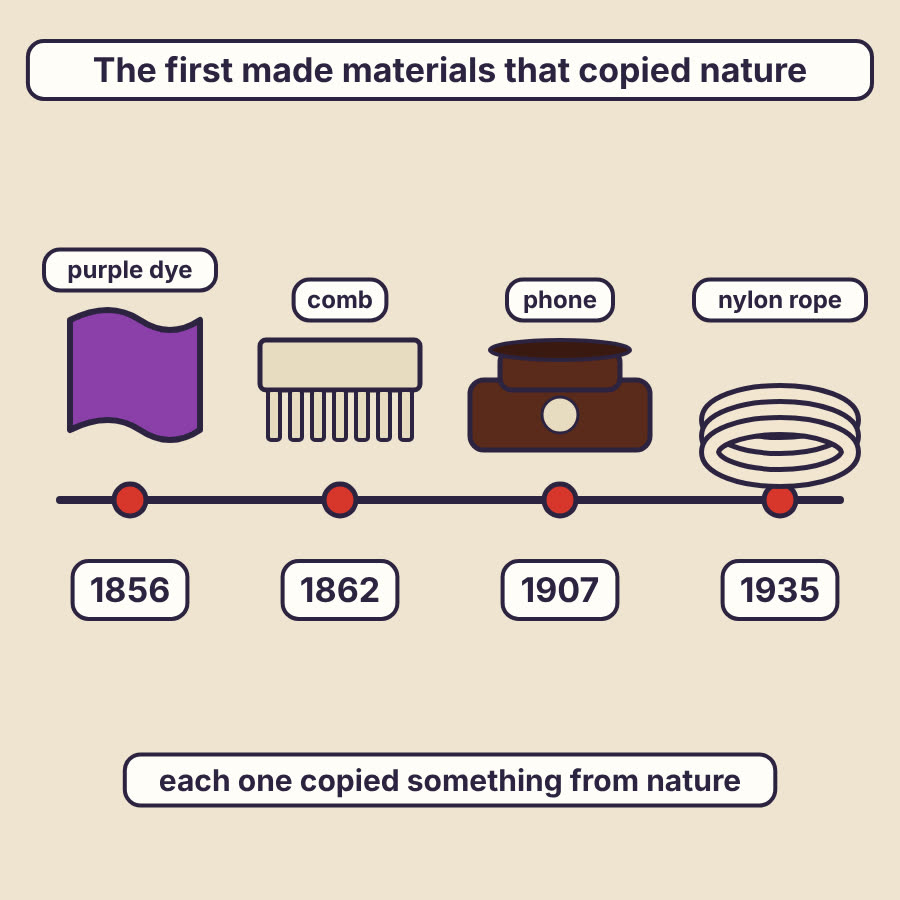 The first made materials that copied nature
purple dye
comb
phone
nylon rope
1856
1862
1907
1935
each one copied something from nature